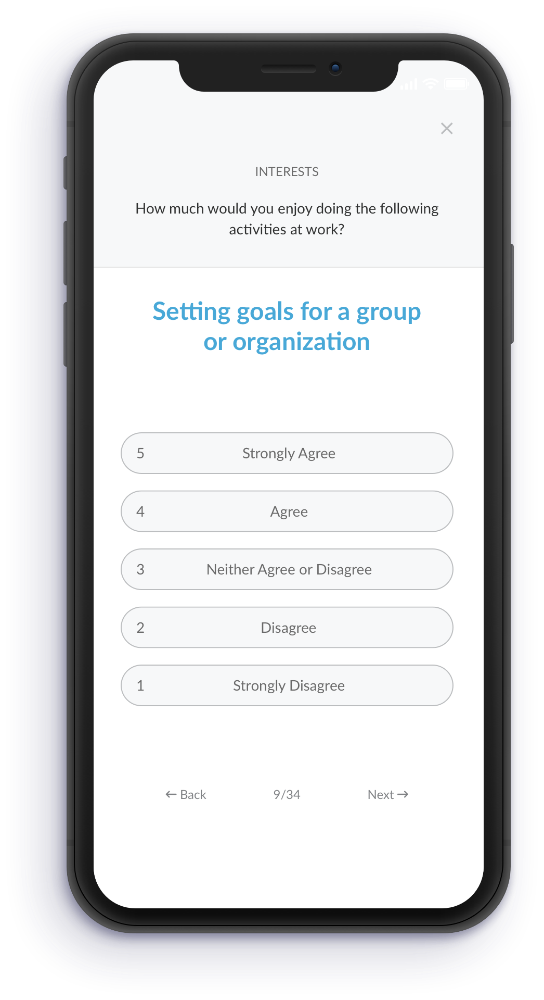 INTERESTS
How much would you enjoy doing the following
activities at work?
Setting goals for a group
or organization
5 Strongly Agree
4 Agree
3 Neither Agree or Disagree
2 Disagree
1 Strongly Disagree
← Back 9/34 Next →